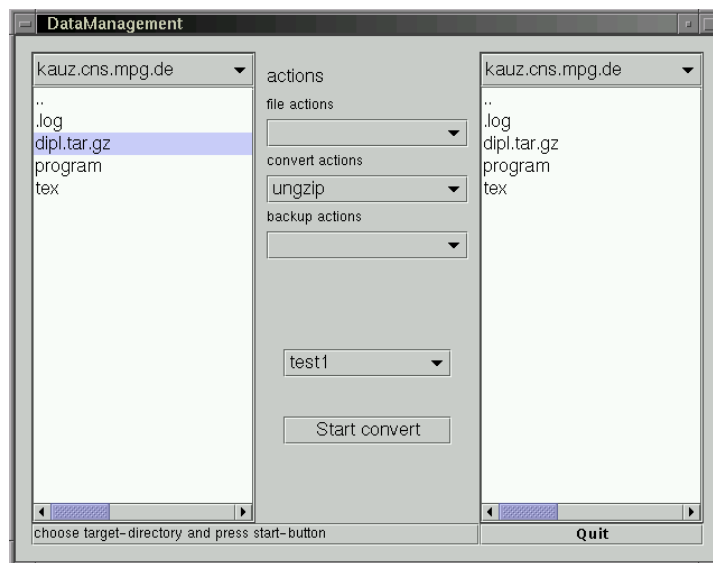 DataManagement
kauz.cns.mpg.de
..
.log
dipl.tar.gz
program
tex
actions
file actions
convert actions
ungzip
backup actions
test1
Start convert
kauz.cns.mpg.de
..
.log
dipl.tar.gz
program
tex
choose target-directory and press start-button
Quit